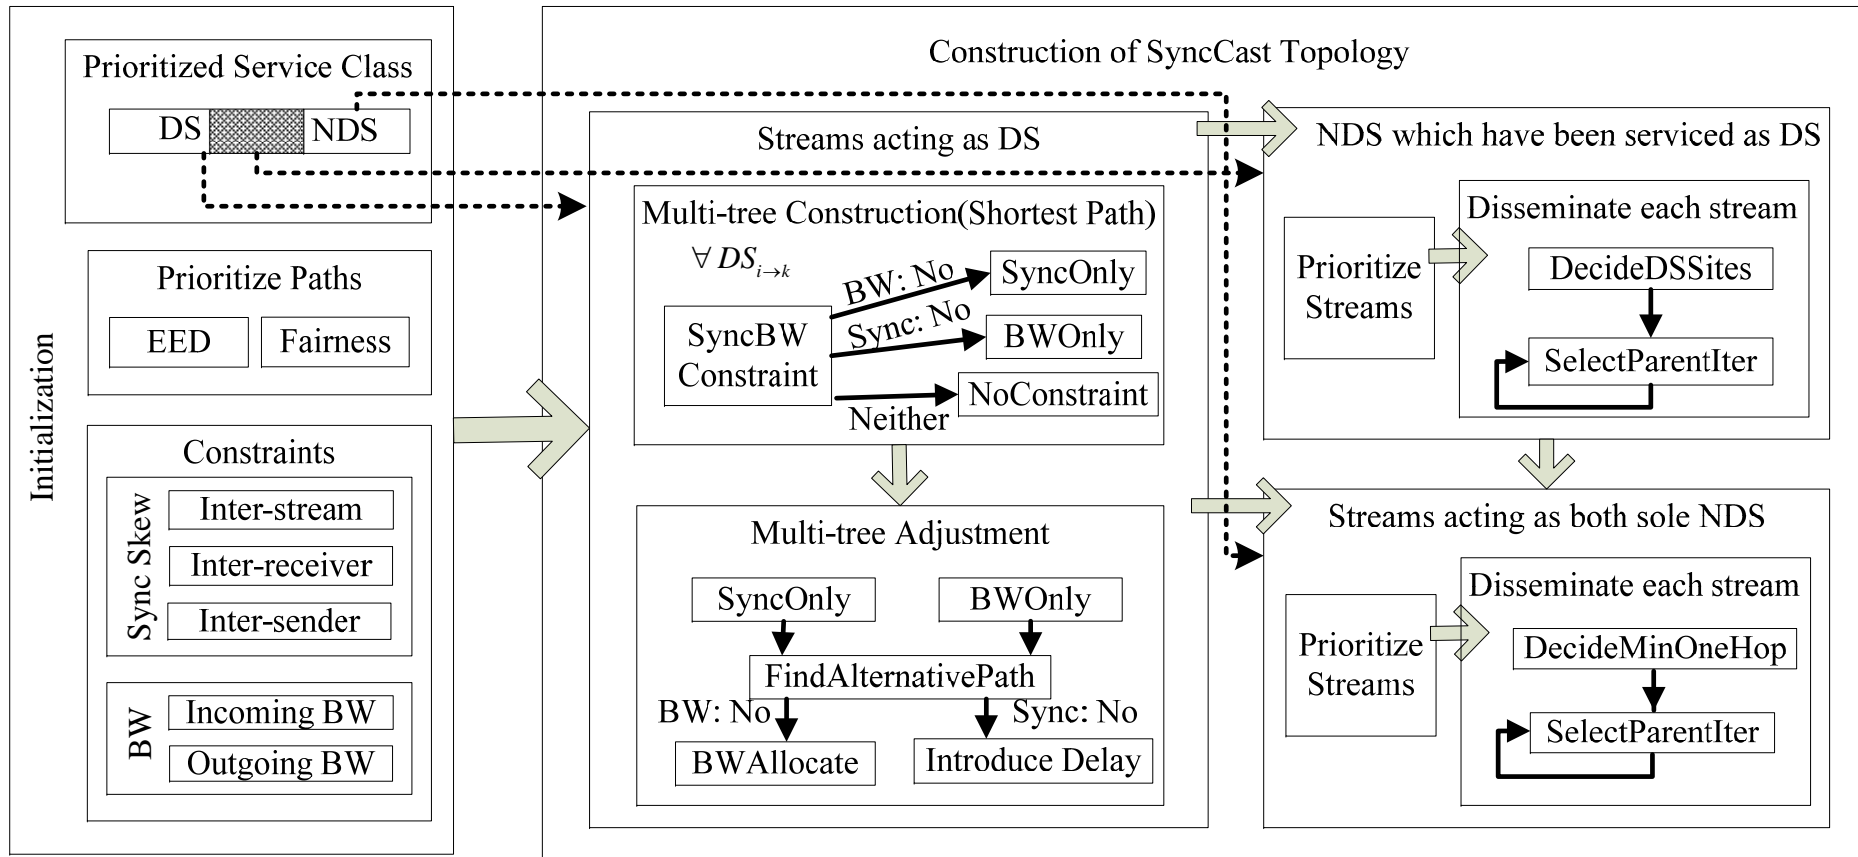 Initialization
Prioritized Service Class
DS
NDS
Prioritize Paths
EED
Fairness
Constraints
Sync Skew
Inter-stream
Inter-receiver
Inter-sender
BW
Incoming BW
Outgoing BW
Construction of SyncCast Topology
Streams acting as DS
Multi-tree Construction(Shortest Path)
∀ DS i→k
SyncBW
Constraint
BW: No
SyncOnly
Sync: No
BWOnly
Neither
NoConstraint
Multi-tree Adjustment
SyncOnly
BWOnly
FindAlternativePath
BW: No
Sync: No
BWAllocate
Introduce Delay
NDS which have been serviced as DS
Prioritize
Streams
Disseminate each stream
DecideDSSites
SelectParentIter
Streams acting as both sole NDS
Prioritize
Streams
Disseminate each stream
DecideMinOneHop
SelectParentIter